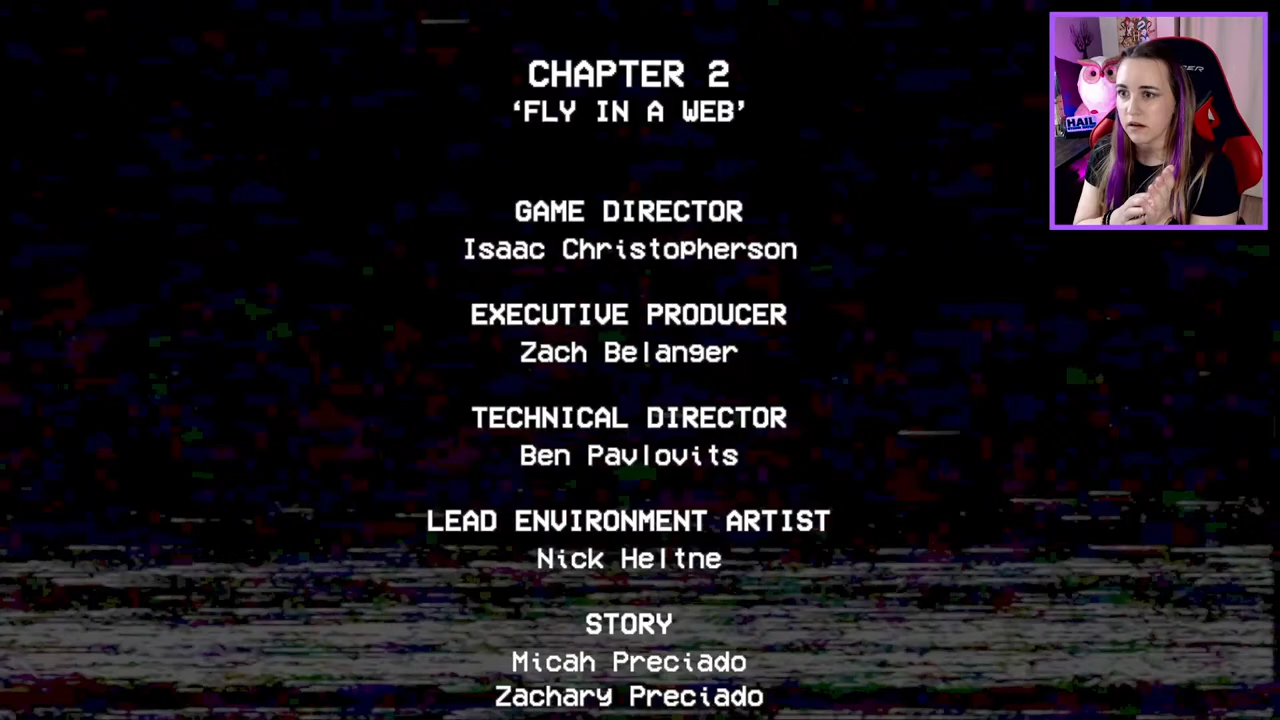 CHAPTER 2
‘FLY IN A WEB’
GAME DIRECTOR
Isaac Christopherson
EXECUTIVE PRODUCER
Zach Belanger
TECHNICAL DIRECTOR
Ben Pavlovits
LEAD ENVIRONMENT ARTIST
Nick Heltne
STORY
Micah Preciado
Zachary Preciado
HAIL